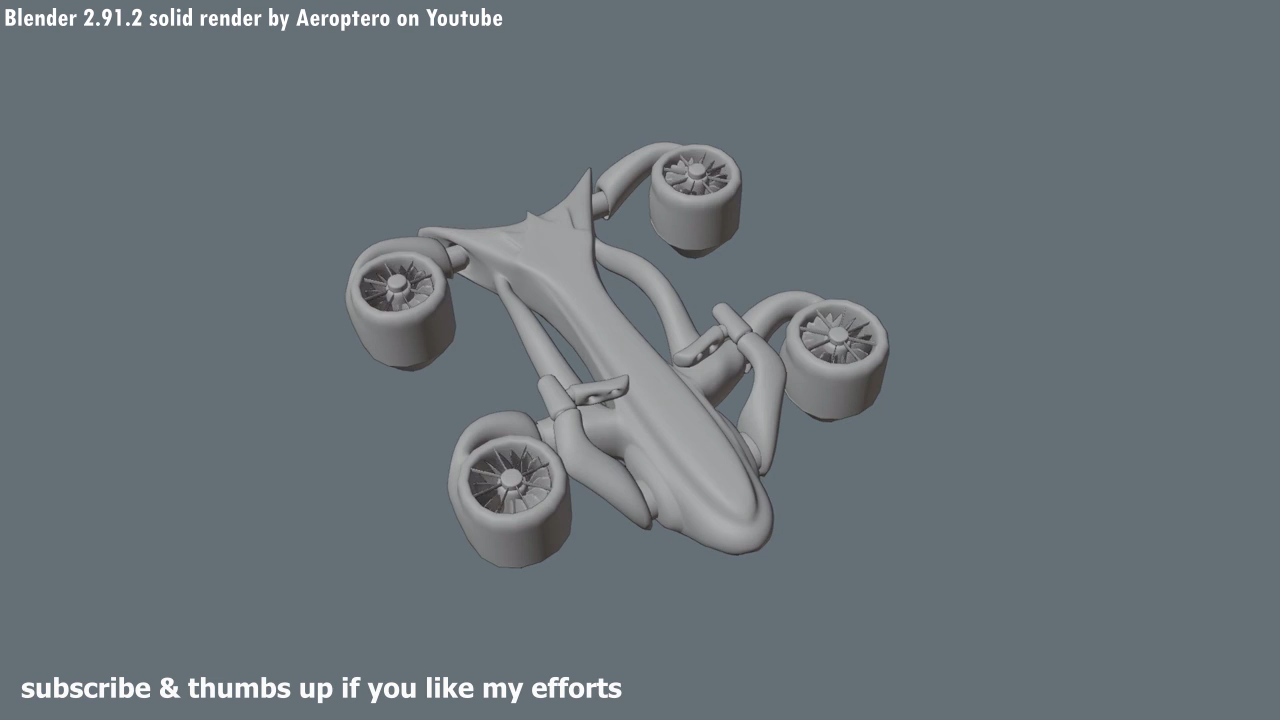 Blender 2.91.2 solid render by Aeroptero on Youtube
subscribe & thumbs up if you like my efforts